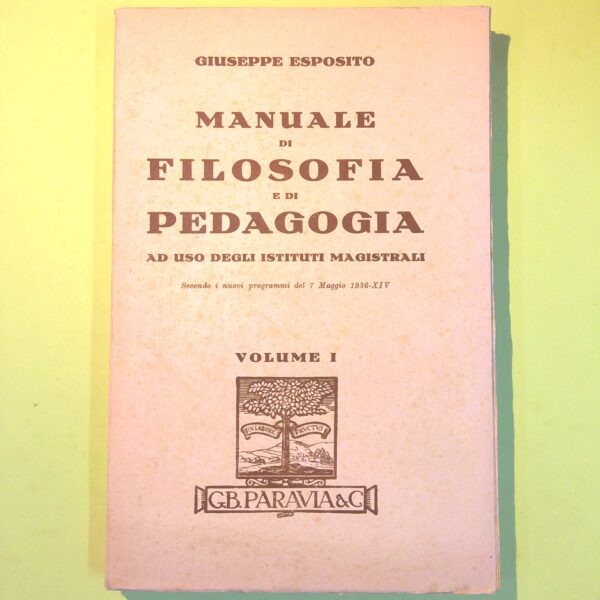 GIUSEPPE ESPOSITO
MANUALE
DI
FILOSOFIA
E DI
PEDAGOGIA
AD USO DEGLI ISTITUTI MAGISTRALI
Secondo i nuovi programmi del 7 Maggio 1936-XIV
VOLUME I
IN LABORE FRVCTVS
G.B. PARAVIA & C.